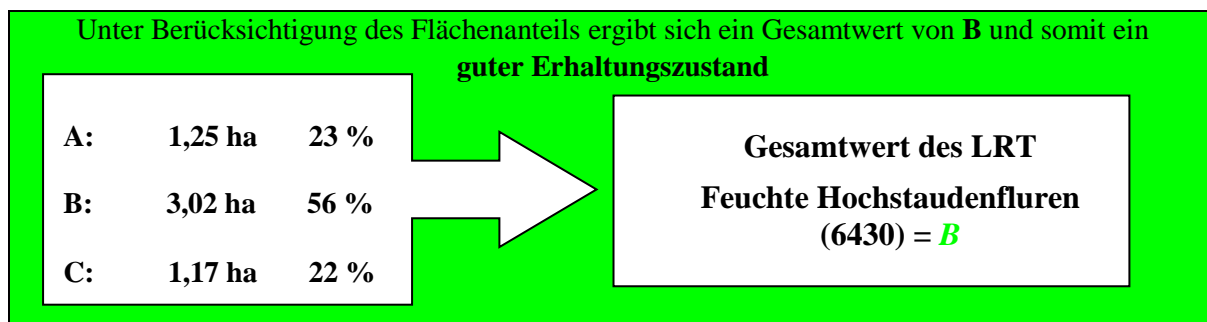 Unter Berücksichtigung des Flächenanteils ergibt sich ein Gesamtwert von B und somit ein
guter Erhaltungszustand
A: 1,25 ha 23 %
B: 3,02 ha 56 %
C: 1,17 ha 22 %
Gesamtwert des LRT
Feuchte Hochstaudenfluren
(6430) = B